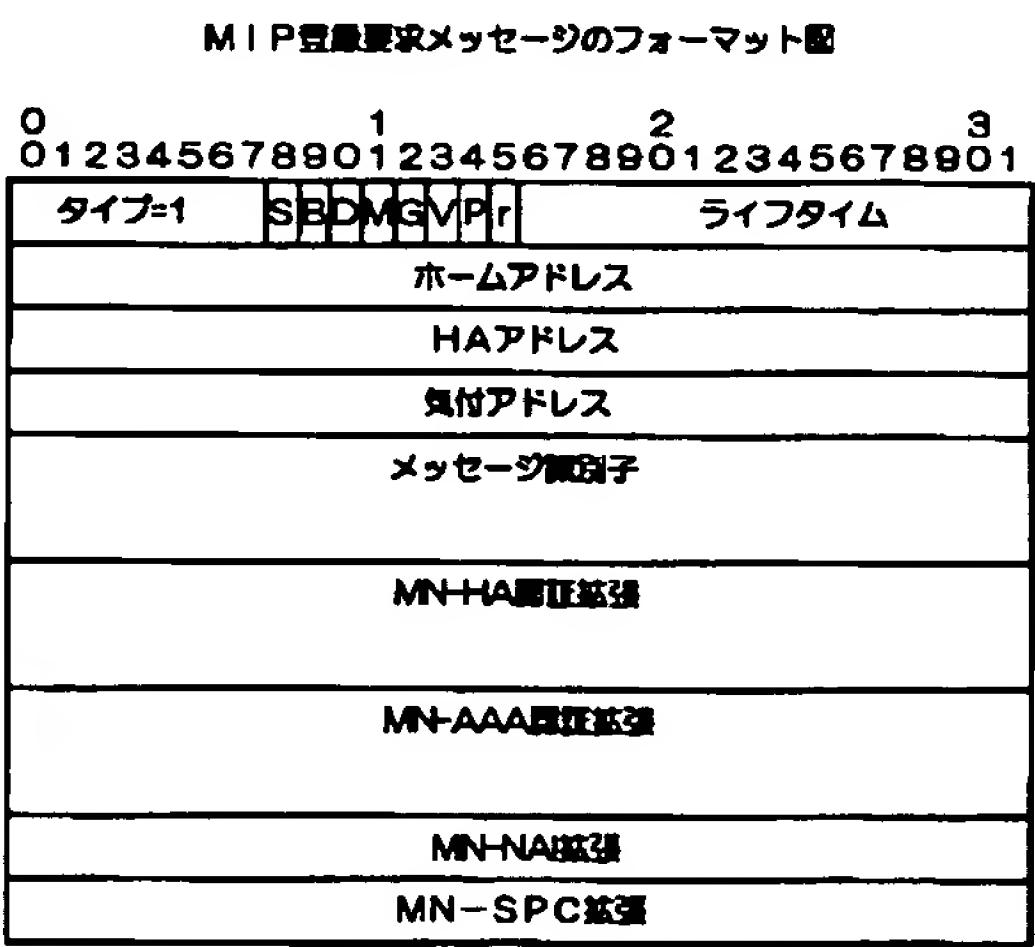 MIP登録要求メッセージのフォーマット図
0 1 2 3
01234567890123456789012345678901
タイプ=1 S B D M G V P r ライフタイム
ホームアドレス
HAアドレス
気付アドレス
メッセージ識別子
MN-HA認証拡張
MN-AAA認証拡張
MN-NAI拡張
MN-SPC拡張